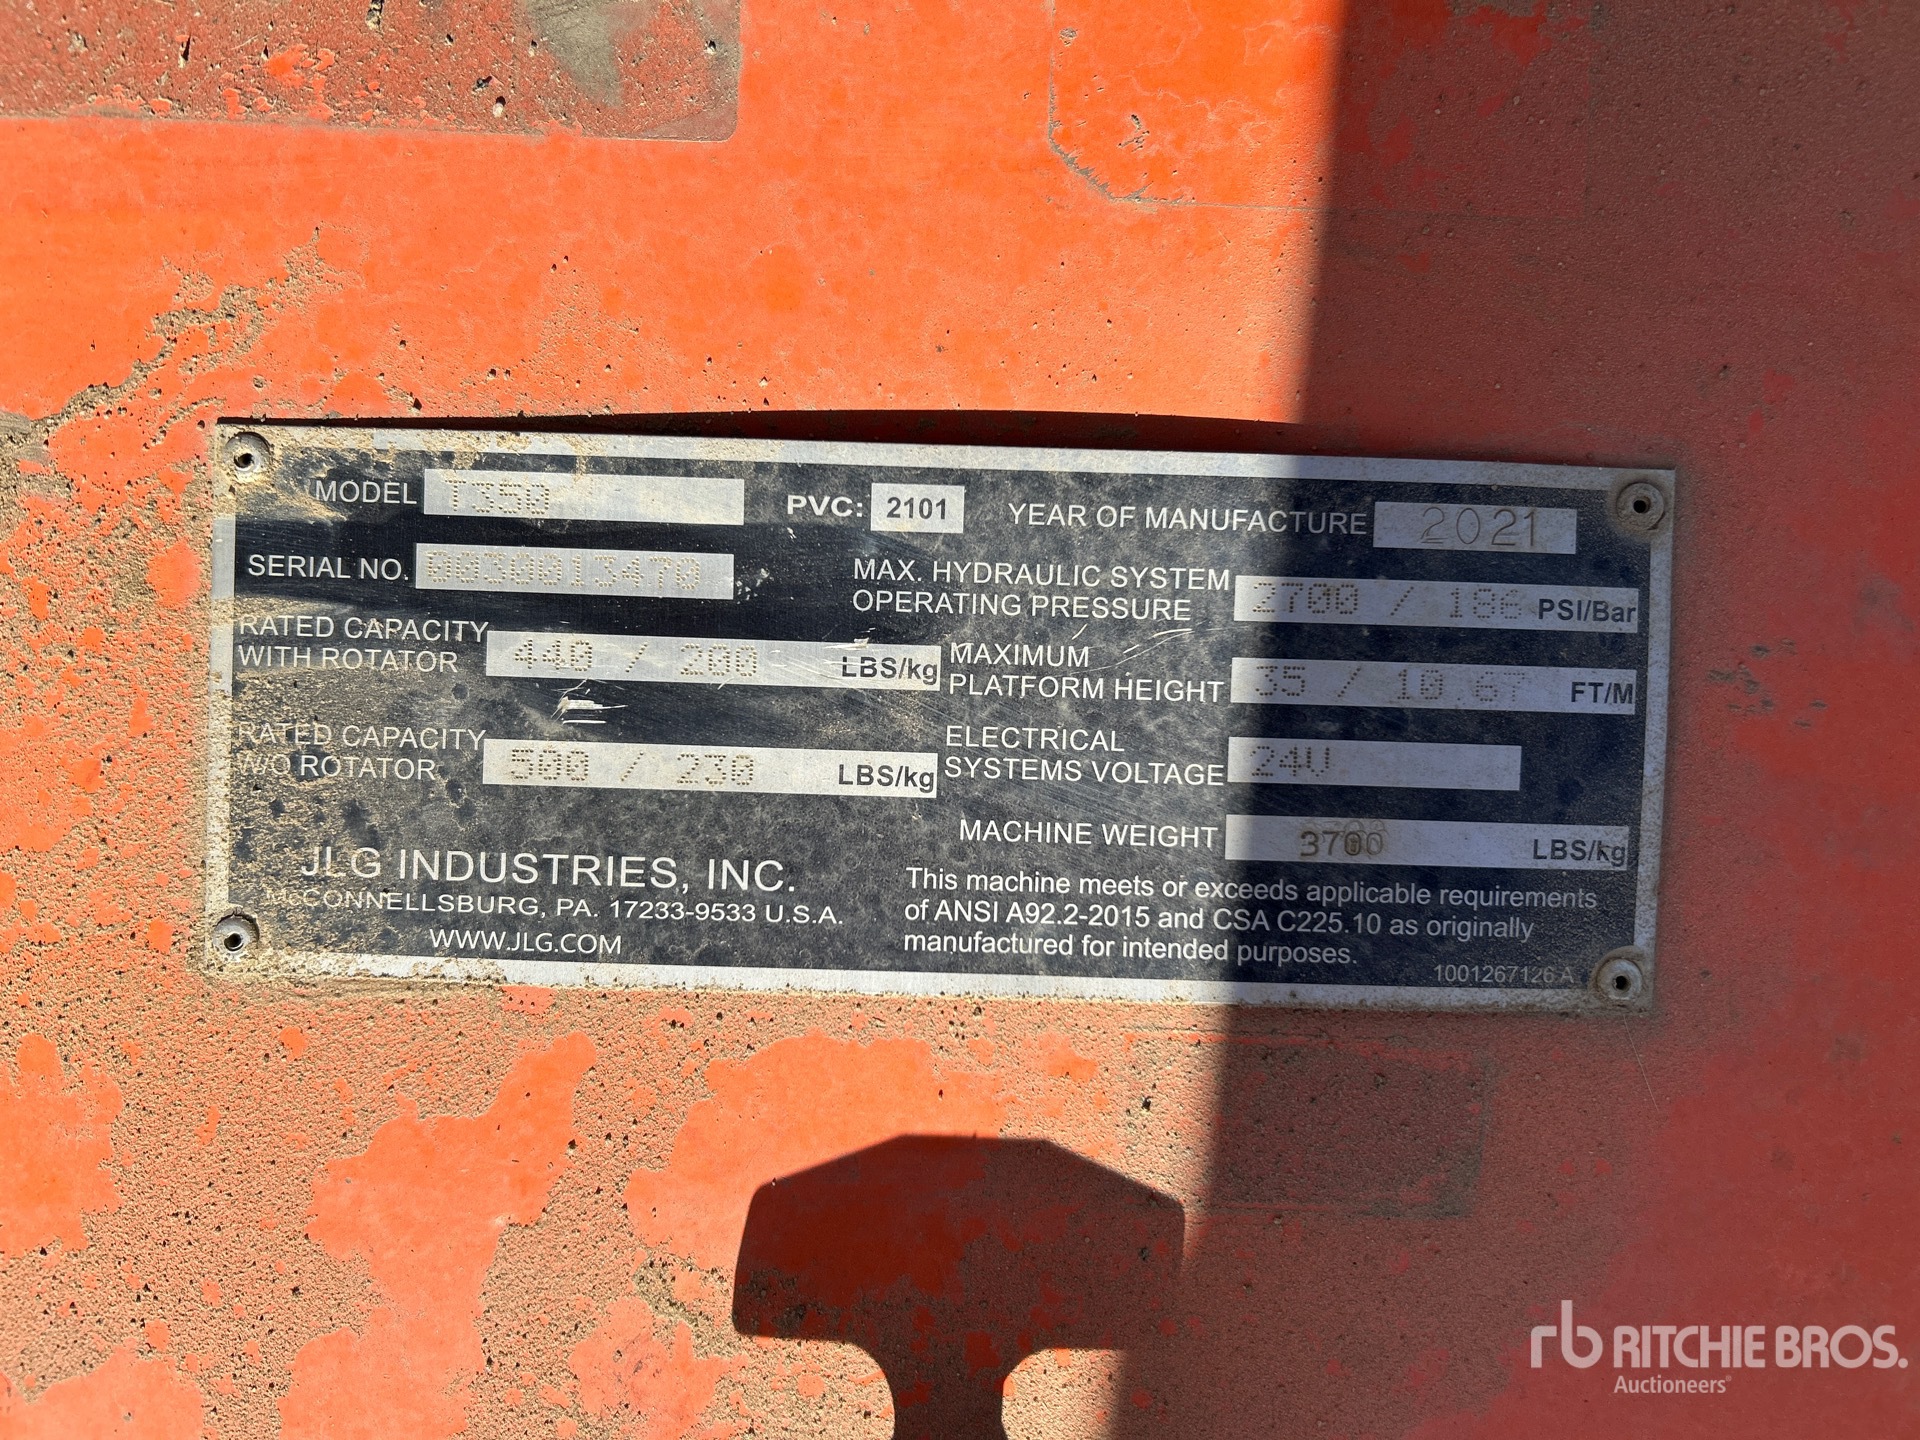 MODEL T350
PVC: 2101
YEAR OF MANUFACTURE 2021
SERIAL NO. 0030013470
MAX. HYDRAULIC SYSTEM
OPERATING PRESSURE 2700 / 186 PSI/Bar
RATED CAPACITY
WITH ROTATOR 440 / 200 LBS/kg
MAXIMUM
PLATFORM HEIGHT 35 / 10.67 FT/M
RATED CAPACITY
W/O ROTATOR 500 / 230 LBS/kg
ELECTRICAL
SYSTEMS VOLTAGE 24V
MACHINE WEIGHT 3700 LBS/kg
JLG INDUSTRIES, INC.
McCONNELLSBURG, PA. 17233-9533 U.S.A.
WWW.JLG.COM
This machine meets or exceeds applicable requirements
of ANSI A92.2-2015 and CSA C225.10 as originally
manufactured for intended purposes.
1001267126 A
rb RITCHIE BROS.
Auctioneers